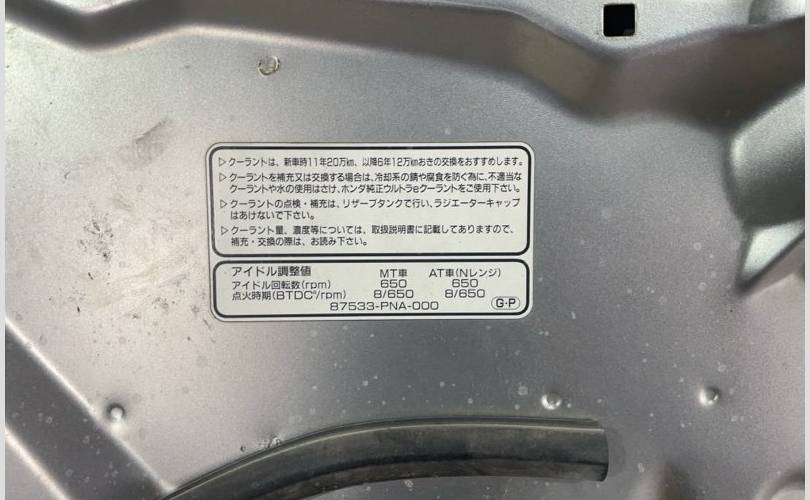 ▷クーラントは、新車時11年20万km、以降6年12万kmおきの交換をおすすめします。
▷クーラントを補充又は交換する場合は、冷却系の錆や腐食を防ぐ為に、不適当な
クーラントや水の使用はさけ、ホンダ純正ウルトラeクーラントをご使用下さい。
▷クーラントの点検・補充は、リザーブタンクで行い、ラジエーターキャップ
はあけないで下さい。
▷クーラント量、濃度等については、取扱説明書に記載してありますので、
補充・交換の際は、お読み下さい。
アイドル調整値 MT車 AT車(Nレンジ)
アイドル回転数(rpm) 650 650
点火時期(BTDC°/rpm) 8/650 8/650
87533-PNA-000 G·P